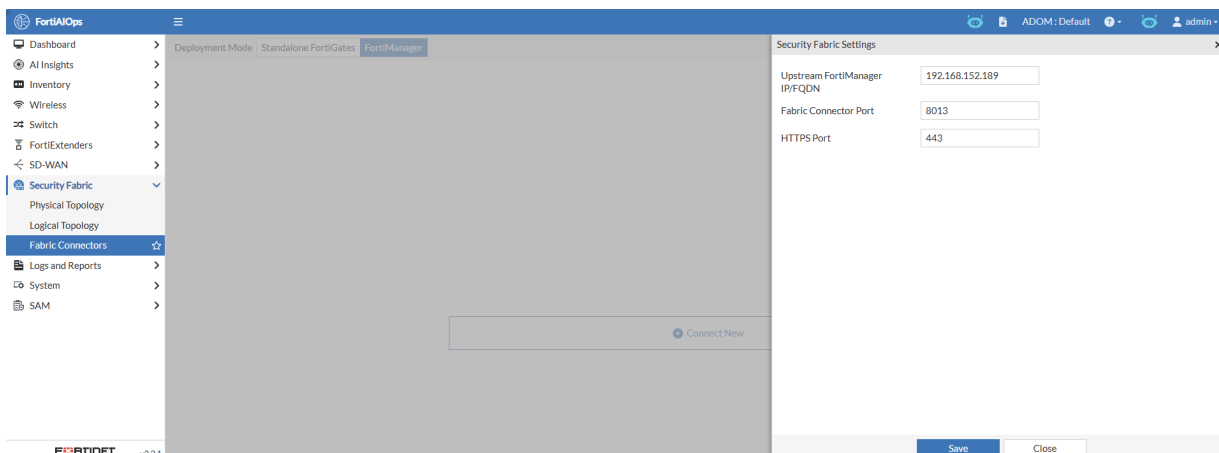 FortiAIOps
ADOM : Default
admin
Dashboard
AI Insights
Inventory
Wireless
Switch
FortiExtenders
SD-WAN
Security Fabric
Physical Topology
Logical Topology
Fabric Connectors
Logs and Reports
System
SAM
Deployment Mode Standalone FortiGates FortiManager
Connect New
Security Fabric Settings
Upstream FortiManager 192.168.152.189
IP/FQDN
Fabric Connector Port 8013
HTTPS Port 443
Save Close